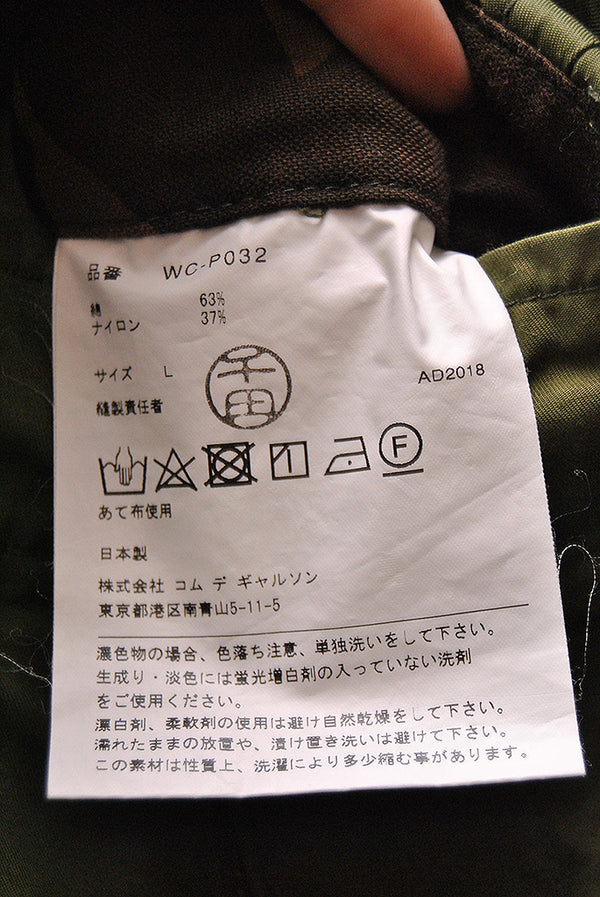 品番 WC-P032
綿 63%
ナイロン 37%
サイズ L
千田
AD2018
縫製責任者
F
あて布使用
日本製
株式会社 コム デ ギャルソン
東京都港区南青山5-11-5
濃色物の場合、色落ち注意、単独洗いをして下さい。
生成り・淡色には蛍光増白剤の入っていない洗剤
をご使用ください。
漂白剤、柔軟剤の使用は避け自然乾燥をして下さい。
濡れたままの放置や、漬け置き洗いは避けて下さい。
この素材は性質上、洗濯により多少縮む事があります。